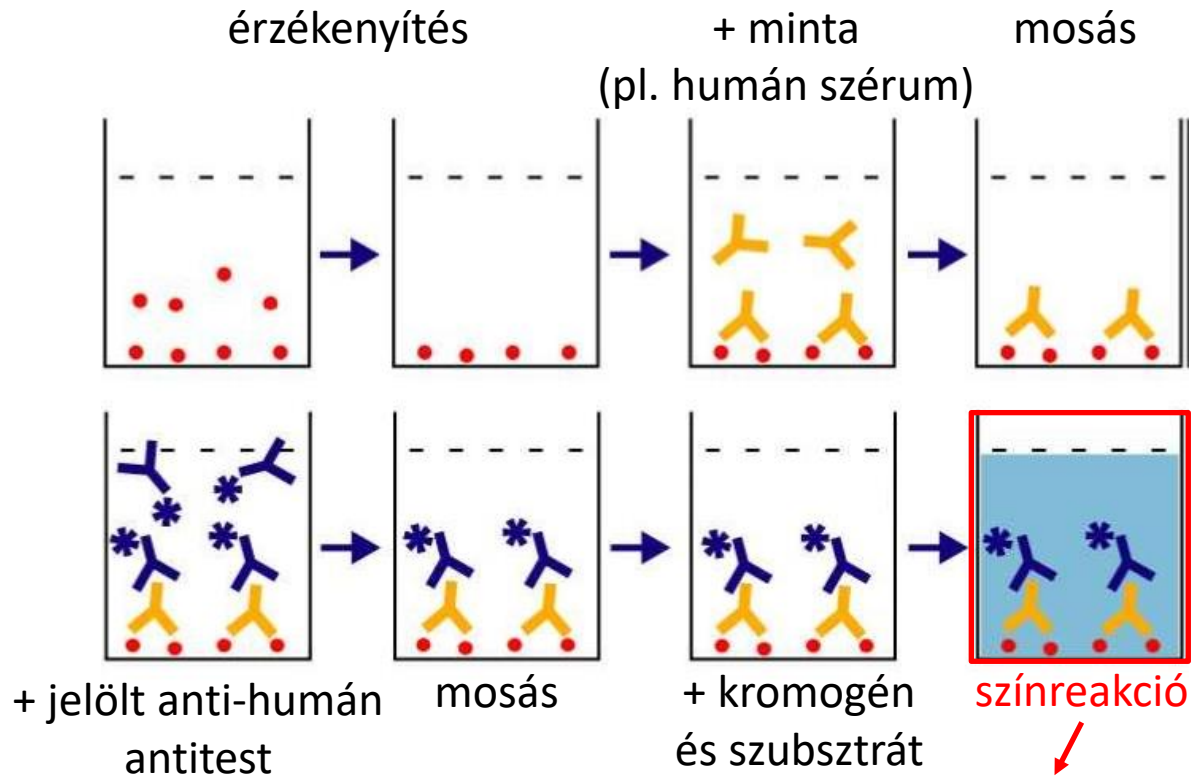 érzékenyítés
+ minta
(pl. humán szérum)
mosás
+ jelölt anti-humán
antitest
mosás
+ kromogén
és szubsztrát
színreakció